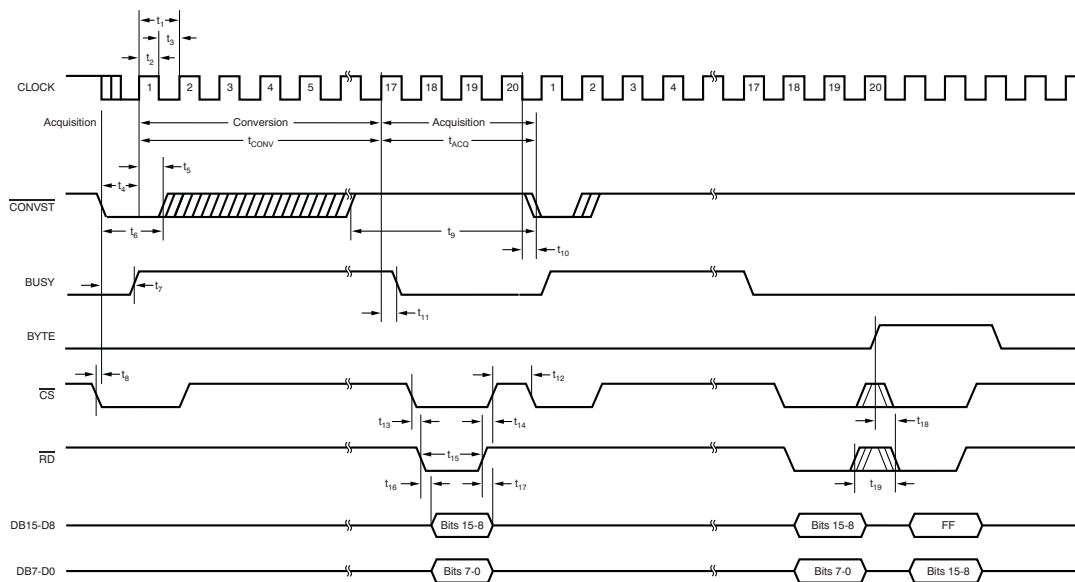 t1
t3
t2
CLOCK 1 2 3 4 5 17 18 19 20 1 2 3 4 17 18 19 20
Acquisition Conversion Acquisition
tCONV tACQ
t5
t4
CONVST
t6 t9
t10
BUSY
t7
t11
BYTE
t8 t12
CS
t13 t14 t18
RD
t15
t16 t17 t19
DB15-D8 Bits 15-8 Bits 15-8 FF
DB7-D0 Bits 7-0 Bits 7-0 Bits 15-8